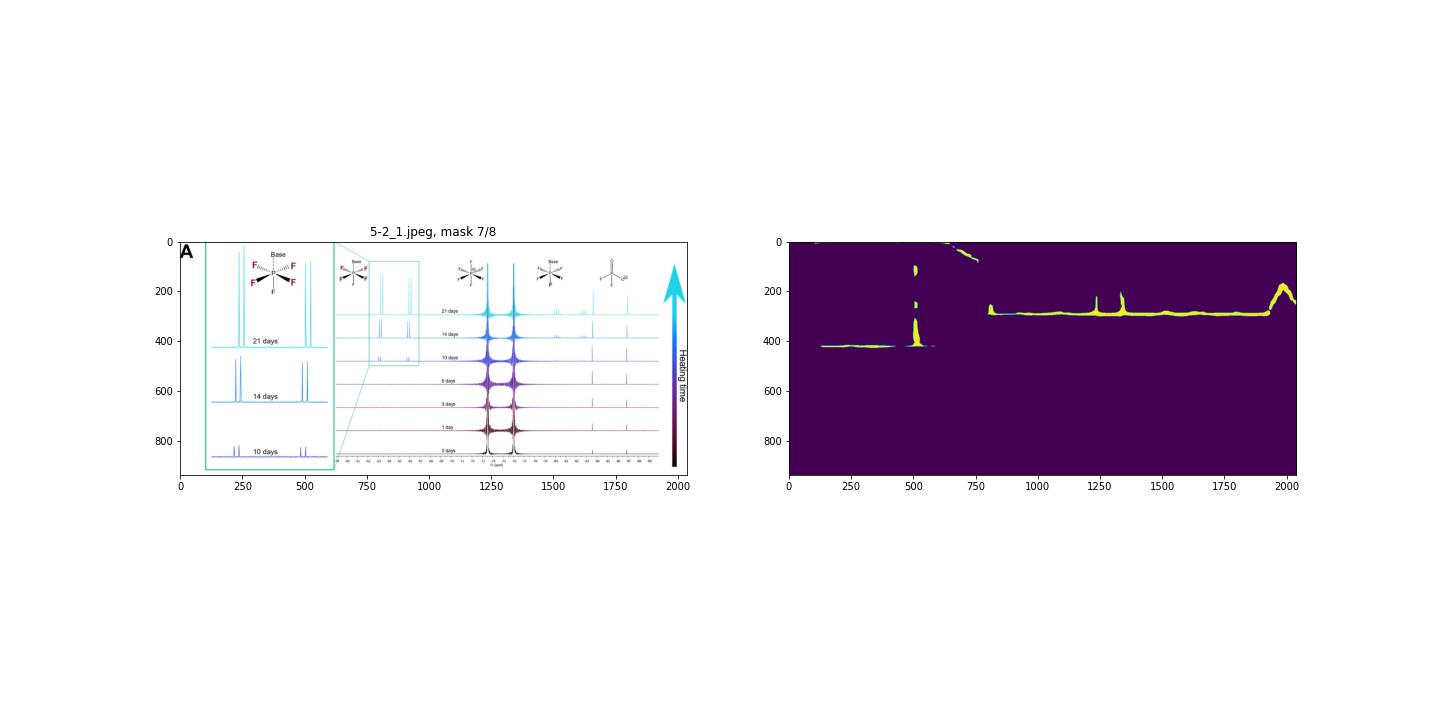 5-2_1.jpeg, mask 7/8
A
Base
F F
P
F F
F
21 days
14 days
10 days
Base
Base
21 days
14 days
10 days
6 days
3 days
1 day
0 days
Heating time
0
200
400
600
800
0 250 500 750 1000 1250 1500 1750 2000
0
200
400
600
800
0 250 500 750 1000 1250 1500 1750 2000